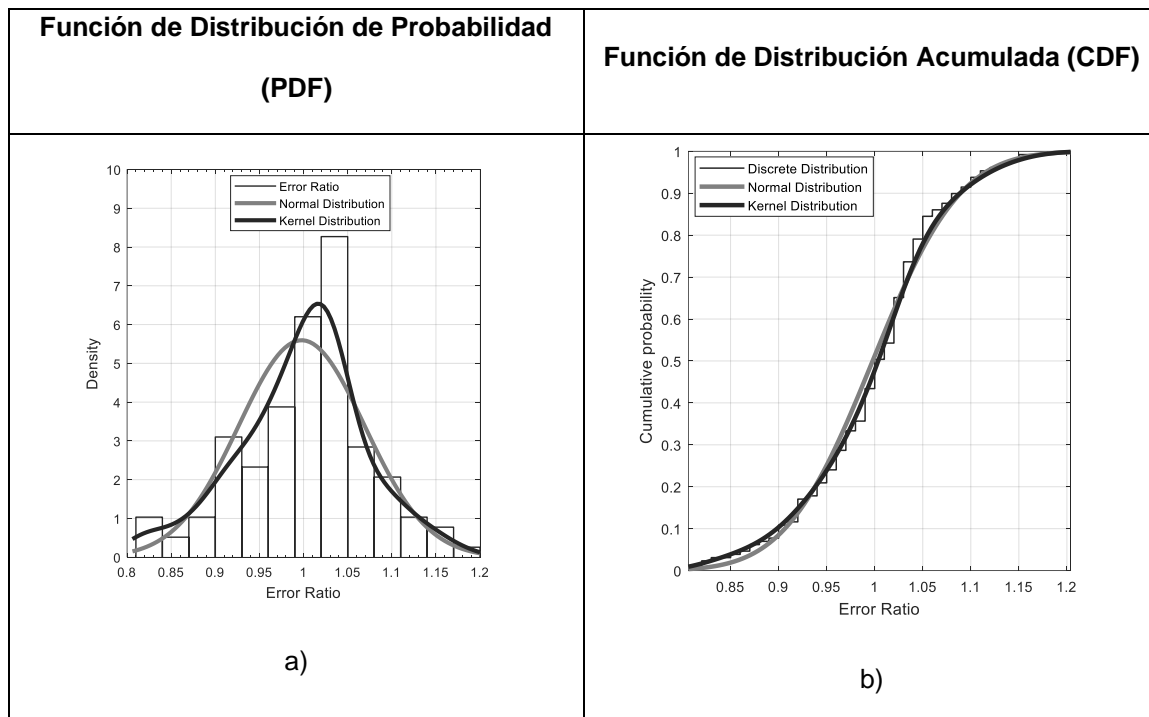 Función de Distribución de Probabilidad
(PDF)
Función de Distribución Acumulada (CDF)
10
9
8
7
6
5
4
3
2
1
0
Density
Error Ratio
Normal Distribution
Kernel Distribution
0.8 0.85 0.9 0.95 1 1.05 1.1 1.15 1.2
Error Ratio
a)
1
0.9
0.8
0.7
0.6
0.5
0.4
0.3
0.2
0.1
0
Cumulative probability
Discrete Distribution
Normal Distribution
Kernel Distribution
0.85 0.9 0.95 1 1.05 1.1 1.15 1.2
Error Ratio
b)